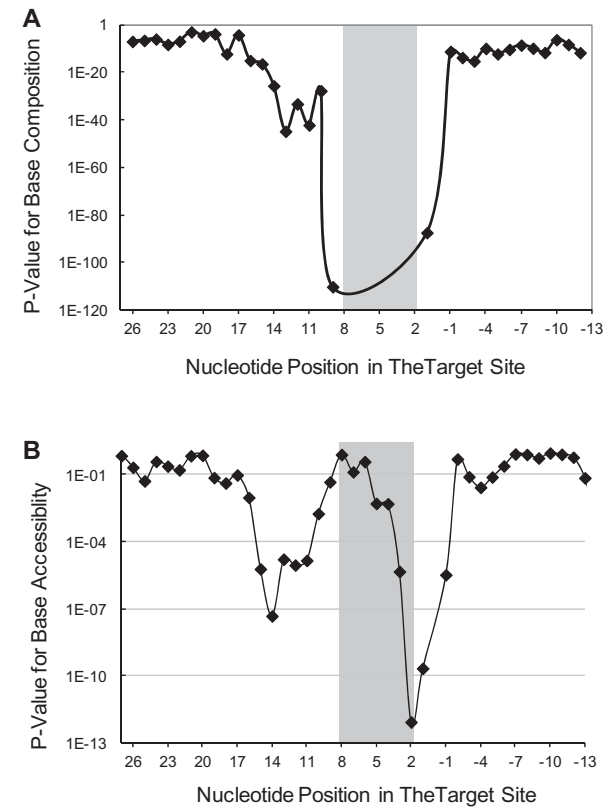 A
P-Value for Base Composition
1
1E-20
1E-40
1E-60
1E-80
1E-100
1E-120
26 23 20 17 14 11 8 5 2 -1 -4 -7 -10 -13
Nucleotide Position in TheTarget Site
B
P-Value for Base Accessiblity
1E-01
1E-04
1E-07
1E-10
1E-13
26 23 20 17 14 11 8 5 2 -1 -4 -7 -10 -13
Nucleotide Position in TheTarget Site